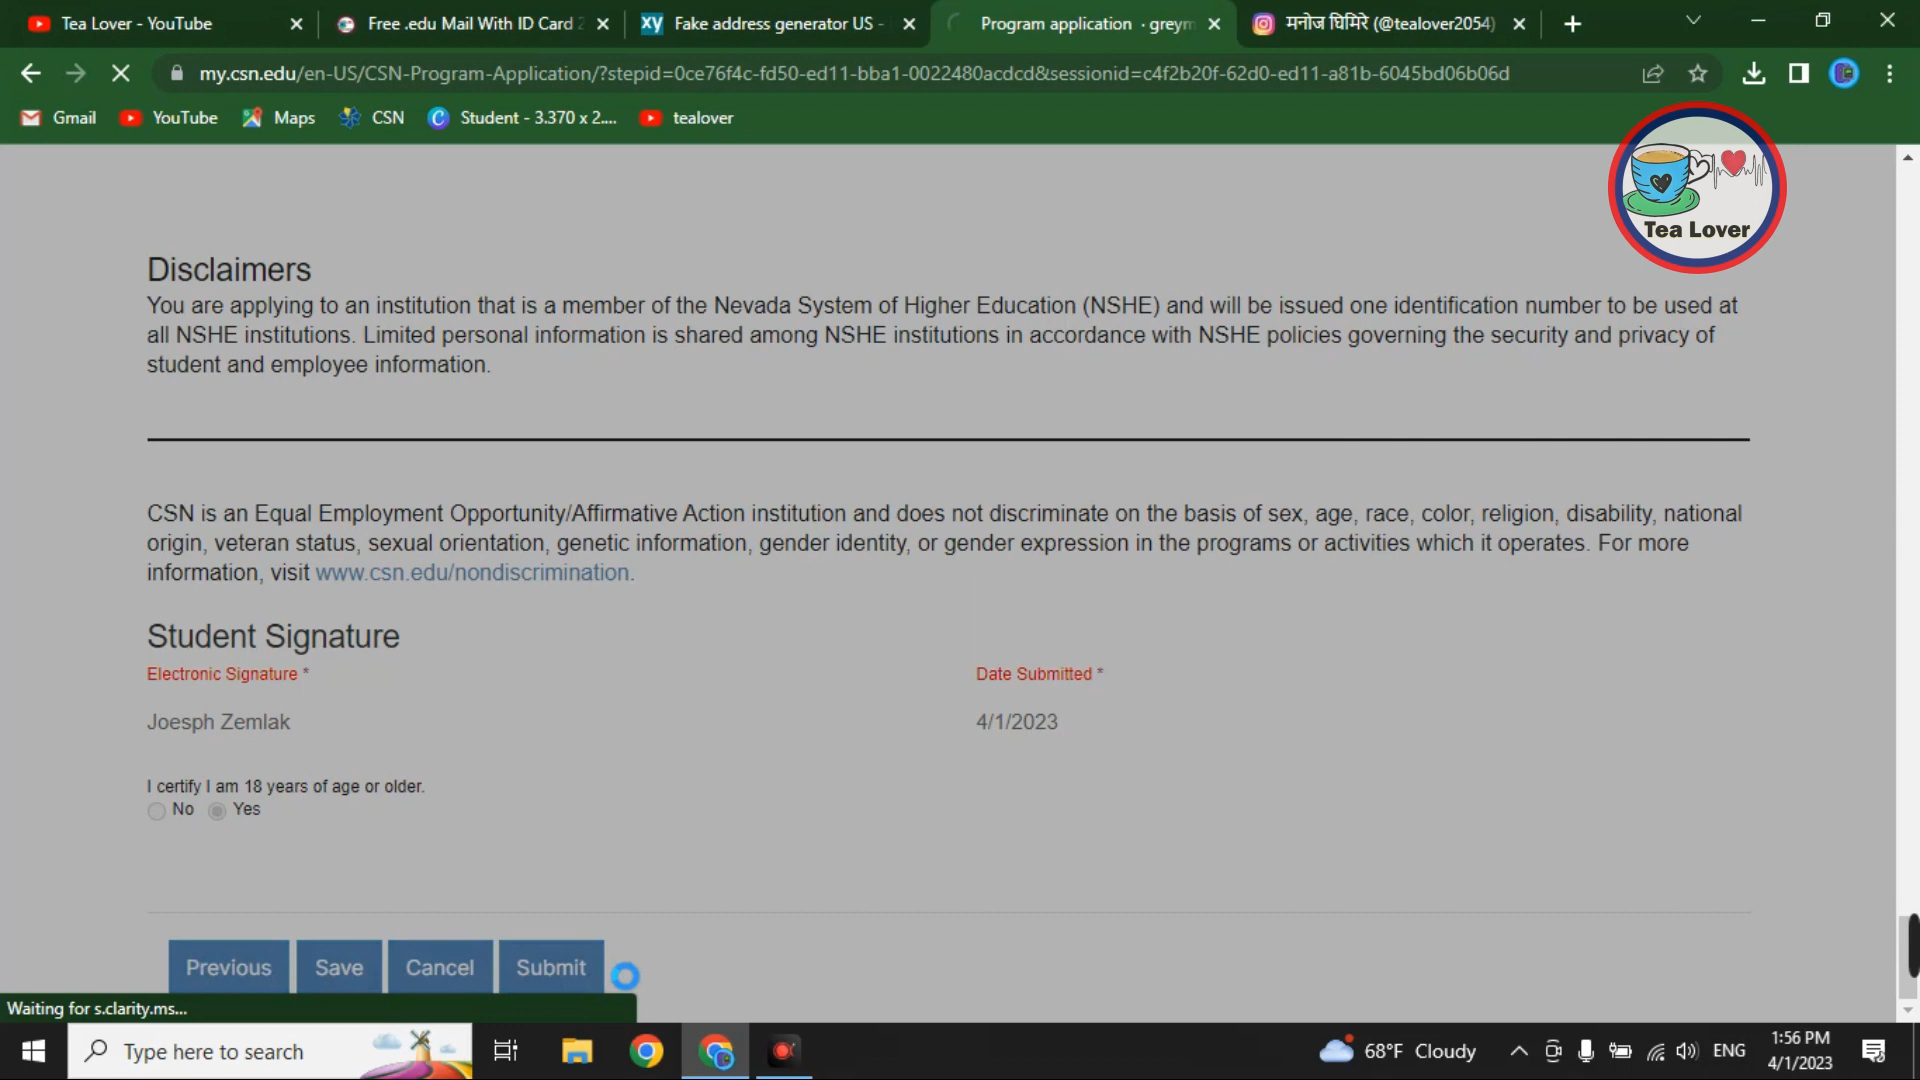 Tea Lover - YouTube
Free .edu Mail With ID Card 2
Fake address generator US -
Program application · greym
मनोज घिमिरे (@tealover2054)
my.csn.edu/en-US/CSN-Program-Application/?stepid=0ce76f4c-fd50-ed11-bba1-0022480acdcd&sessionid=c4f2b20f-62d0-ed11-a81b-6045bd06b06d
Gmail
YouTube
Maps
CSN
Student - 3.370 x 2....
tealover
Tea Lover
Disclaimers
You are applying to an institution that is a member of the Nevada System of Higher Education (NSHE) and will be issued one identification number to be used at
all NSHE institutions. Limited personal information is shared among NSHE institutions in accordance with NSHE policies governing the security and privacy of
student and employee information.
CSN is an Equal Employment Opportunity/Affirmative Action institution and does not discriminate on the basis of sex, age, race, color, religion, disability, national
origin, veteran status, sexual orientation, genetic information, gender identity, or gender expression in the programs or activities which it operates. For more
information, visit www.csn.edu/nondiscrimination.
Student Signature
Electronic Signature *
Date Submitted *
Joesph Zemlak
4/1/2023
I certify I am 18 years of age or older.
No Yes
Previous
Save
Cancel
Submit
Waiting for s.clarity.ms...
Type here to search
68°F Cloudy
ENG
1:56 PM
4/1/2023